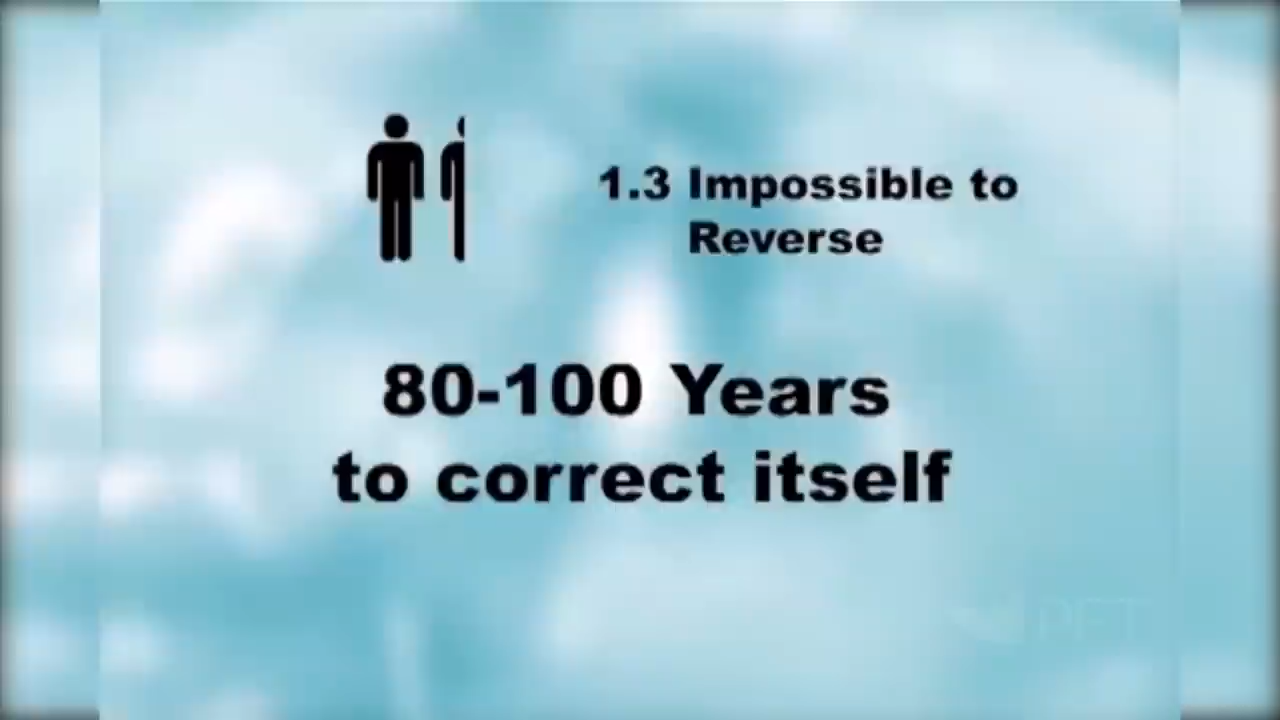 1.3 Impossible to
Reverse
80-100 Years
to correct itself